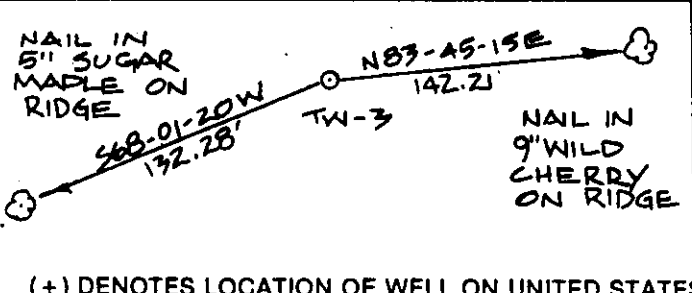 NAIL IN
5" SUGAR
MAPLE ON
RIDGE
S68-01-20W
132.28'
N83-45-15E
142.21
TW-3
NAIL IN
9" WILD
CHERRY
ON RIDGE
(+) DENOTES LOCATION OF WELL ON UNITED STATES